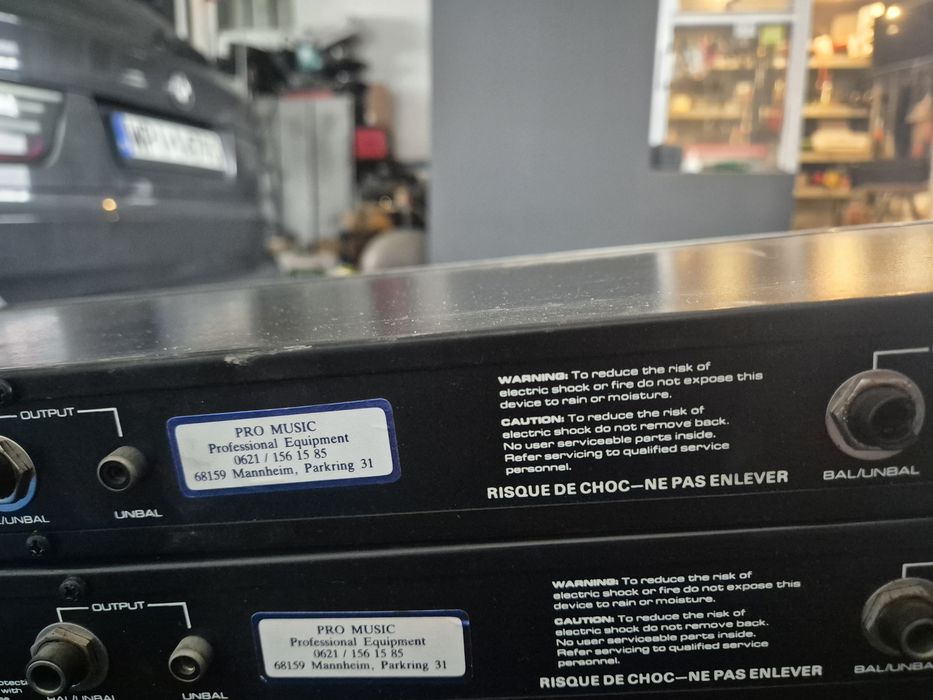 OUTPUT
/UNBAL
UNBAL
PRO MUSIC
Professional Equipment
0621 / 156 15 85
68159 Mannheim, Parkring 31
WARNING: To reduce the risk of
electric shock or fire do not expose this
device to rain or moisture.
CAUTION: To reduce the risk of
electric shock do not remove back.
No user serviceable parts inside.
Refer servicing to qualified service
personnel.
RISQUE DE CHOC—NE PAS ENLEVER
BAL/UNBAL
OUTPUT
BAL/UNBAL
UNBAL
PRO MUSIC
Professional Equipment
0621 / 156 15 85
68159 Mannheim, Parkring 31
WARNING: To reduce the risk of
electric shock or fire do not expose this
device to rain or moisture.
CAUTION: To reduce the risk of
electric shock do not remove back.
No user serviceable parts inside.
Refer servicing to qualified service
personnel.
RISQUE DE CHOC—NE PAS ENLEVER
BAL/UNBA